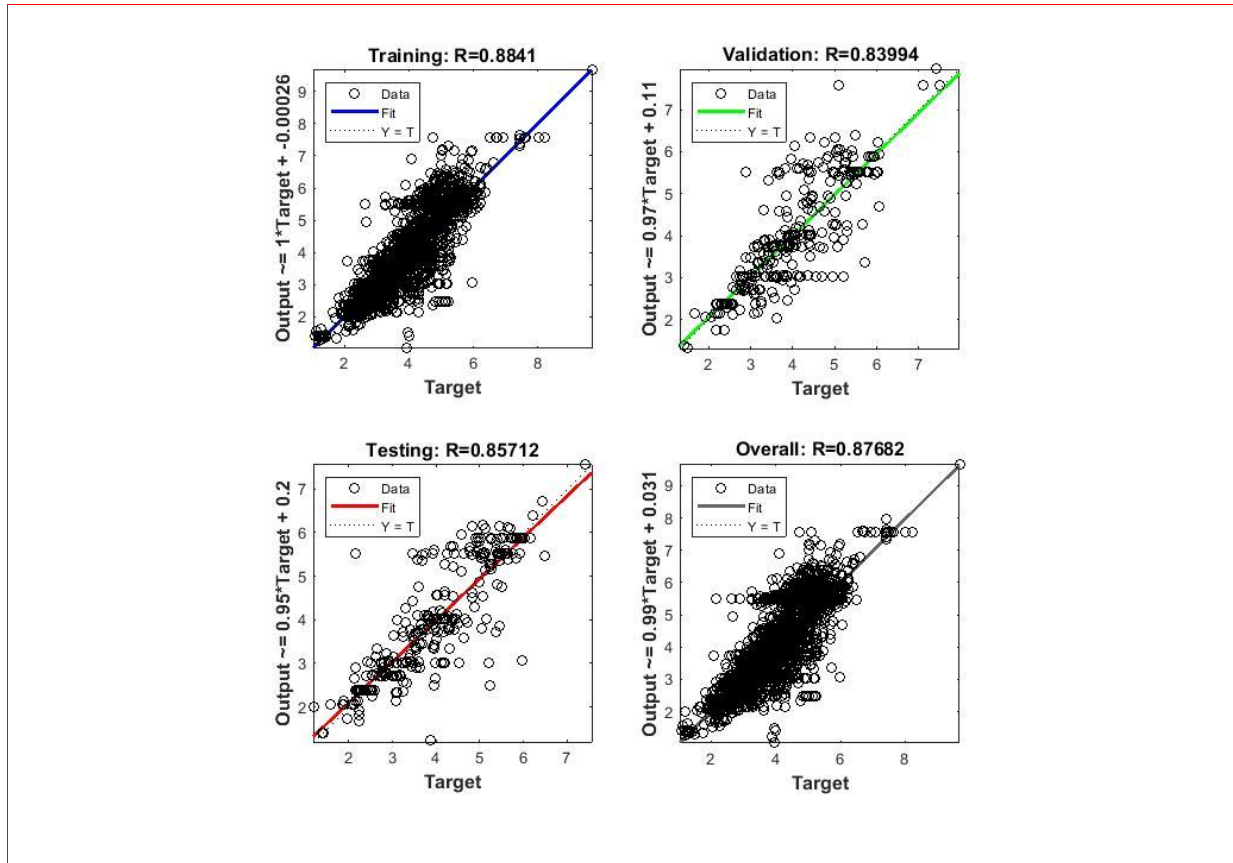 Training: R=0.8841
Output ~= 1*Target + -0.00026
Data
Fit
Y = T
9
8
7
6
5
4
3
2
2
4
6
8
Target
Validation: R=0.83994
Output ~= 0.97*Target + 0.11
Data
Fit
Y = T
7
6
5
4
3
2
2
3
4
5
6
7
Target
Testing: R=0.85712
Output ~= 0.95*Target + 0.2
Data
Fit
Y = T
7
6
5
4
3
2
2
3
4
5
6
7
Target
Overall: R=0.87682
Output ~= 0.99*Target + 0.031
Data
Fit
Y = T
9
8
7
6
5
4
3
2
2
4
6
8
Target